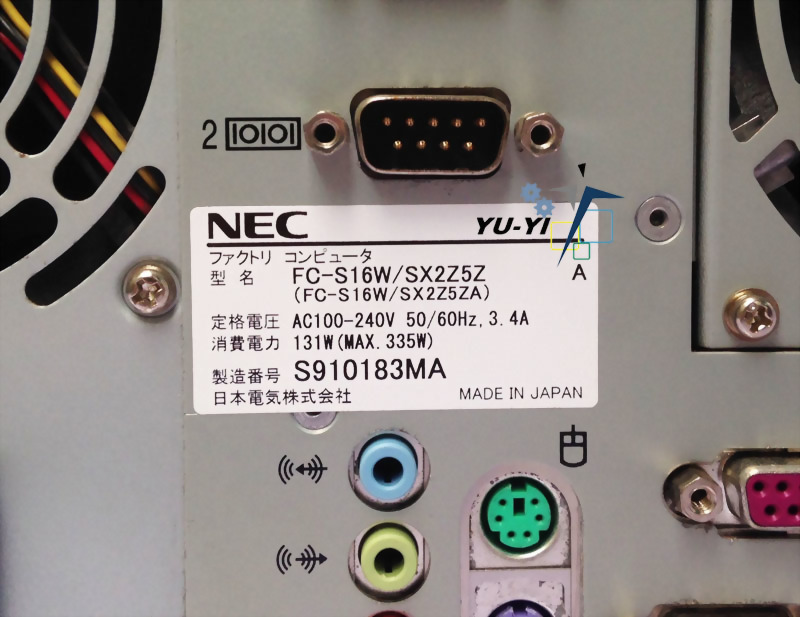 2 10101
NEC YU-YI
ファクトリ コンピュータ A
型 名 FC-S16W/SX2Z5Z
(FC-S16W/SX2Z5ZA)
定格電圧 AC100-240V 50/60Hz, 3.4A
消費電力 131W(MAX.335W)
製造番号 S910183MA
日本電気株式会社 MADE IN JAPAN